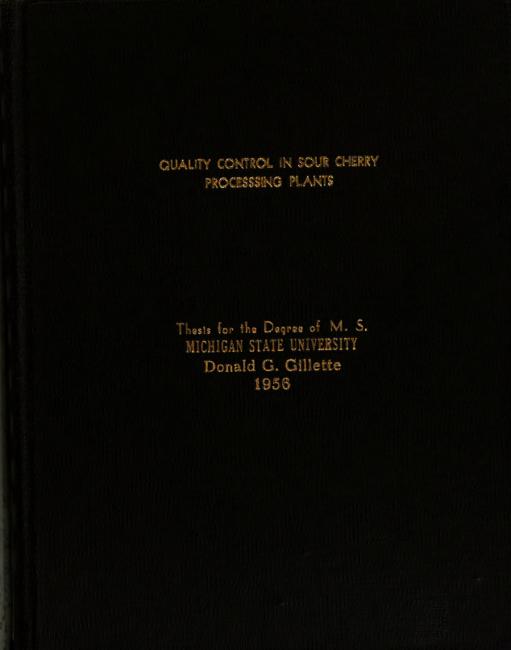 QUALITY CONTROL IN SOUR CHERRY
PROCESSSING PLANTS
Thesis for the Degree of M. S.
MICHIGAN STATE UNIVERSITY
Donald G. Gillette
1956